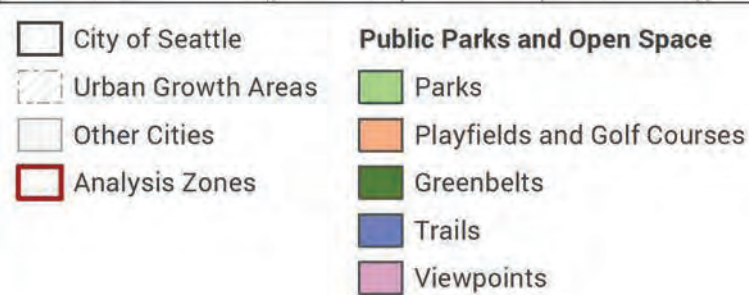 City of Seattle
Urban Growth Areas
Other Cities
Analysis Zones
Public Parks and Open Space
Parks
Playfields and Golf Courses
Greenbelts
Trails
Viewpoints